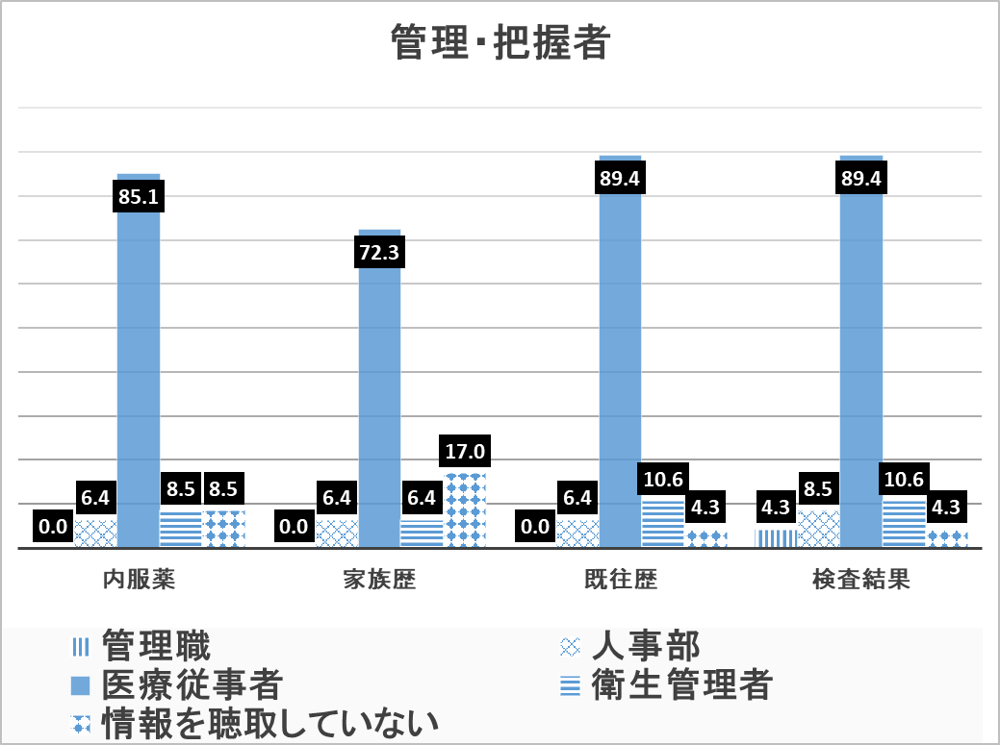 管理・把握者
85.1
72.3
89.4
89.4
0.0
6.4
8.5
8.5
0.0
6.4
6.4
17.0
0.0
6.4
10.6
4.3
4.3
8.5
10.6
4.3
内服薬
家族歴
既往歴
検査結果
管理職
人事部
医療従事者
衛生管理者
情報を聴取していない